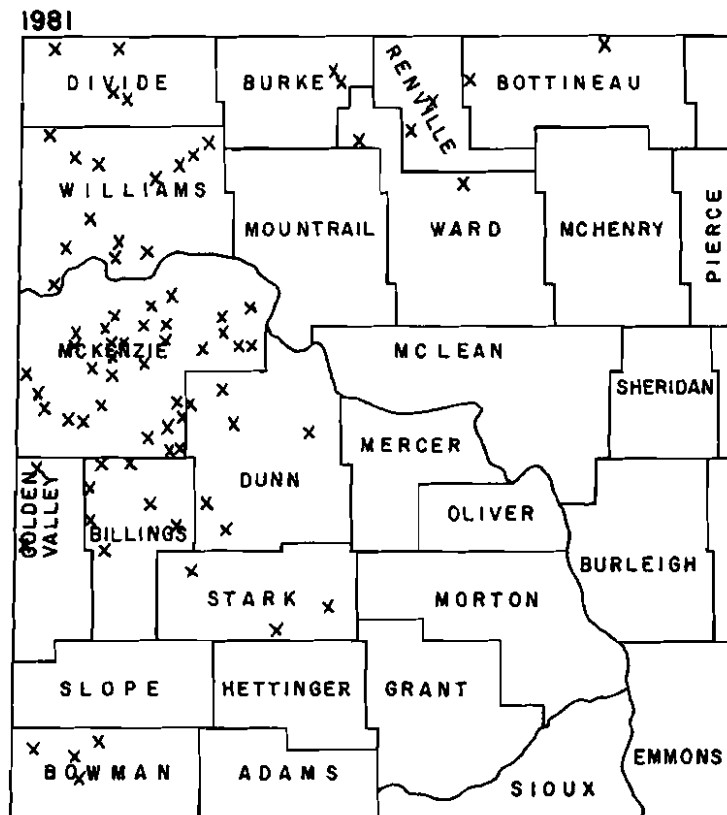 1981
DIVIDE
BURKE
RENVILLE
BOTTINEAU
WILLIAMS
MOUNTRAIL
WARD
MCHENRY
PIERCE
MCKENZIE
MCLEAN
SHERIDAN
DUNN
MERCER
GOLDEN
VALLEY
BILLINGS
OLIVER
BURLEIGH
STARK
MORTON
SLOPE
HETTINGER
GRANT
BOWMAN
ADAMS
SIOUX
EMMONS